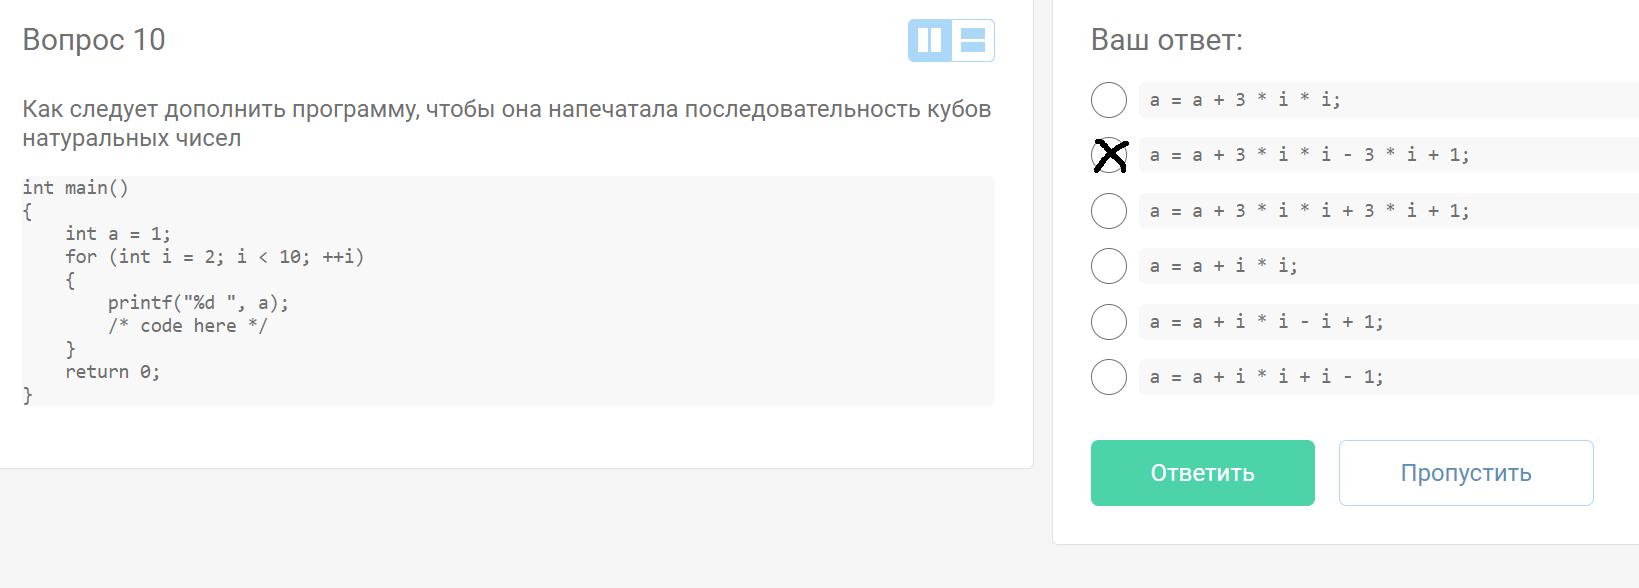 Вопрос 10
Как следует дополнить программу, чтобы она напечатала последовательность кубов
натуральных чисел
int main()
{
    int a = 1;
    for (int i = 2; i < 10; ++i)
    {
        printf("%d ", a);
        /* code here */
    }
    return 0;
}
Ваш ответ:
a = a + 3 * i * i;
a = a + 3 * i * i - 3 * i + 1;
a = a + 3 * i * i + 3 * i + 1;
a = a + i * i;
a = a + i * i - i + 1;
a = a + i * i + i - 1;
Ответить
Пропустить